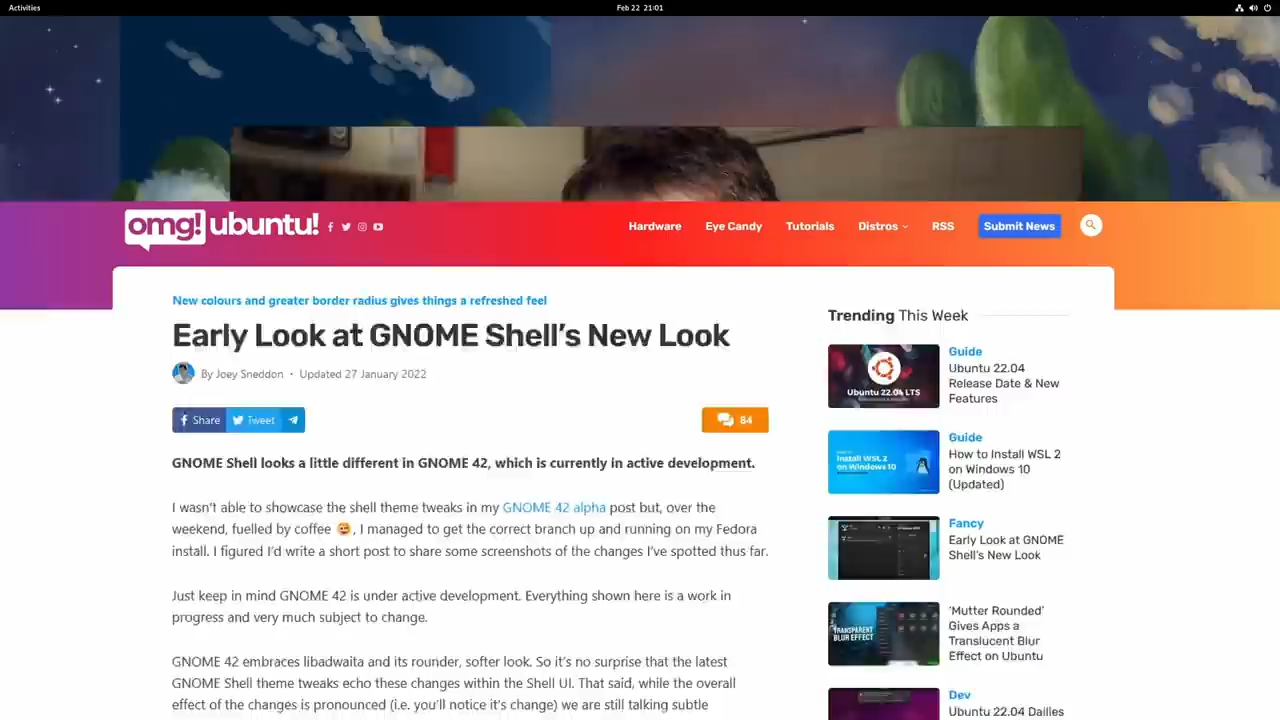 Activities
Feb 22 21:01
omg! ubuntu!
Hardware
Eye Candy
Tutorials
Distros
RSS
Submit News
New colours and greater border radius gives things a refreshed feel
Early Look at GNOME Shell’s New Look
By Joey Sneddon • Updated 27 January 2022
Share
Tweet
84
GNOME Shell looks a little different in GNOME 42, which is currently in active development.
I wasn’t able to showcase the shell theme tweaks in my GNOME 42 alpha post but, over the
weekend, fuelled by coffee 😅, I managed to get the correct branch up and running on my Fedora
install. I figured I’d write a short post to share some screenshots of the changes I’ve spotted thus far.
Just keep in mind GNOME 42 is under active development. Everything shown here is a work in
progress and very much subject to change.
GNOME 42 embraces libadwaita and its rounder, softer look. So it’s no surprise that the latest
GNOME Shell theme tweaks echo these changes within the Shell UI. That said, while the overall
effect of the changes is pronounced (i.e. you’ll notice it’s change) we are still talking subtle
Trending This Week
Ubuntu 22.04 LTS
Guide
Ubuntu 22.04
Release Date & New
Features
Install WSL 2
on Windows 10
Guide
How to Install WSL 2
on Windows 10
(Updated)
Fancy
Early Look at GNOME
Shell’s New Look
TRANSPARENT
BLUR EFFECT
‘Mutter Rounded’
Gives Apps a
Translucent Blur
Effect on Ubuntu
Dev
Ubuntu 22.04 Dailies